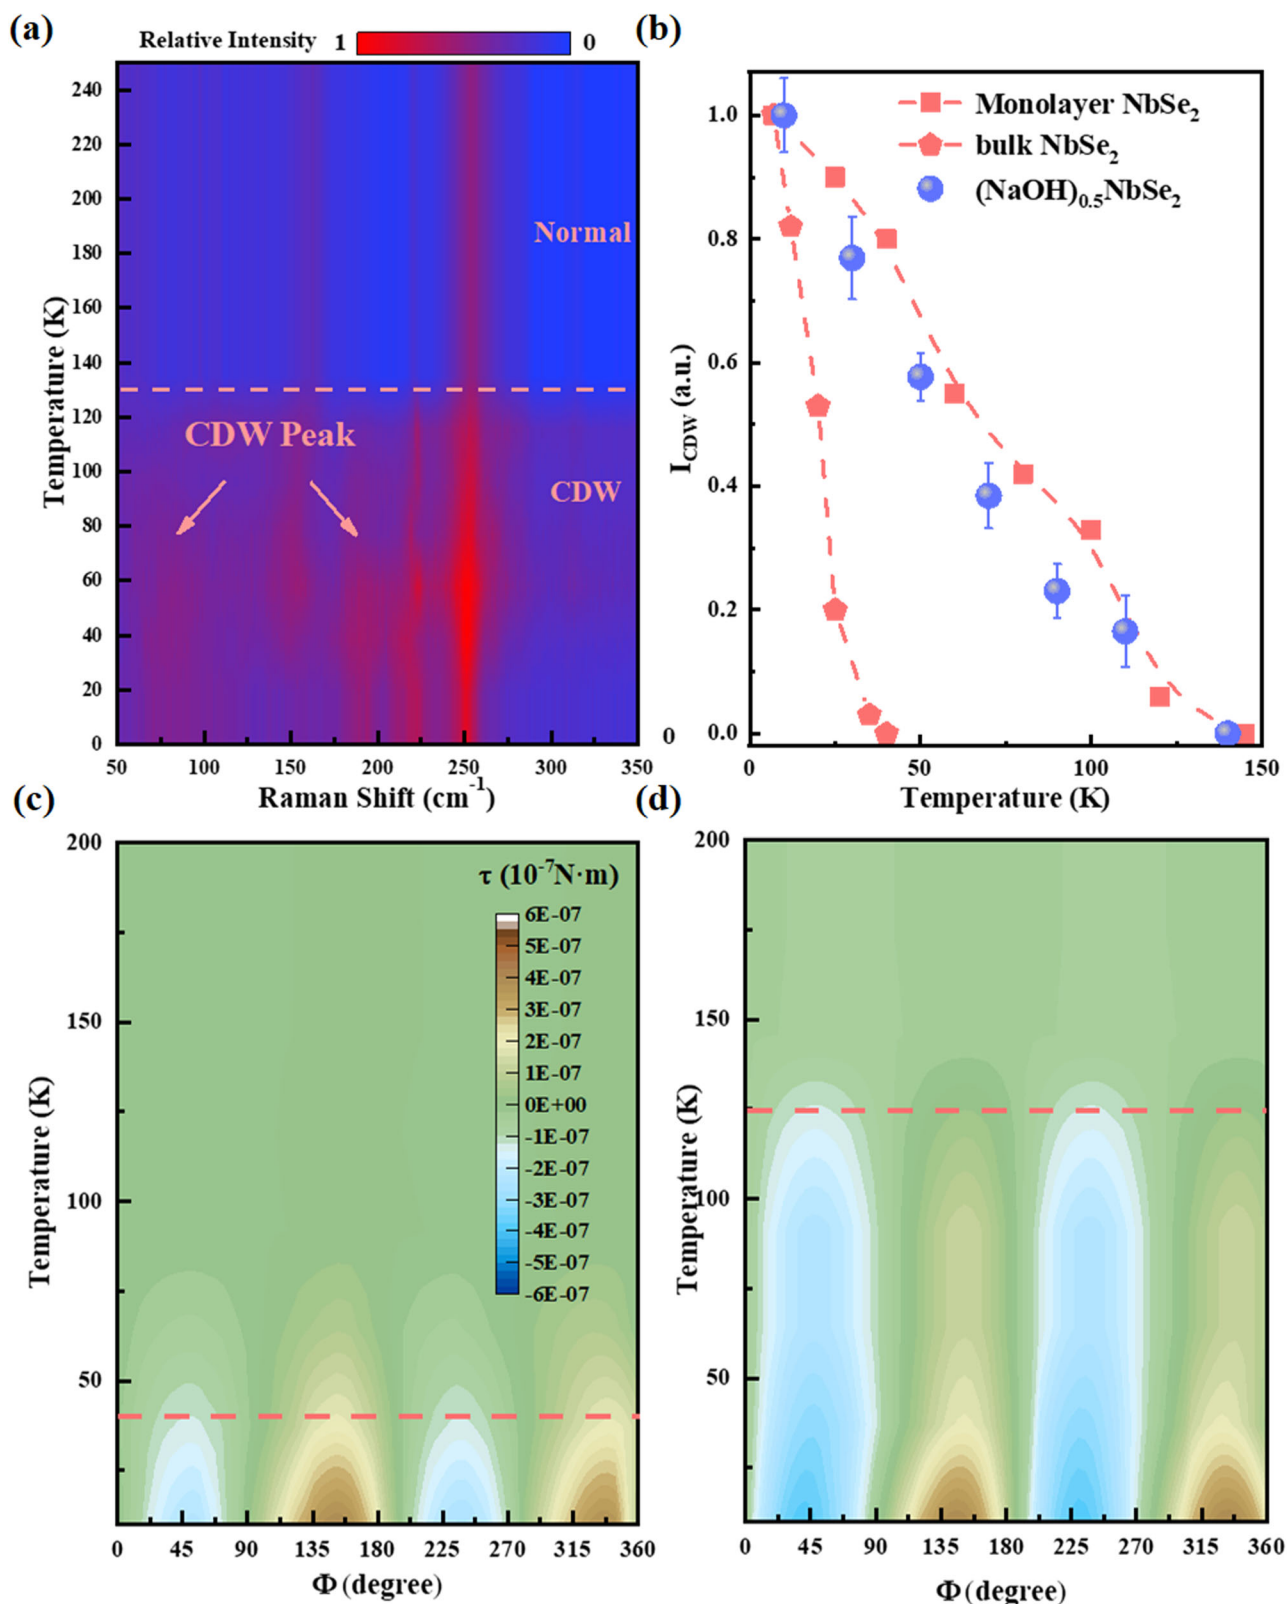 (a)
Relative Intensity 1 0
240
220
200
180
160
140
120
100
80
60
40
20
0
Temperature (K)
Normal
CDW Peak
CDW
50 100 150 200 250 300 350
Raman Shift (cm⁻¹)
(b)
1.0
0.8
0.6
0.4
0.2
0.0
0
I_CDW (a.u.)
Monolayer NbSe₂
bulk NbSe₂
(NaOH)₀.₅NbSe₂
0 50 100 150
Temperature (K)
(c)
200
150
100
50
Temperature (K)
τ (10⁻⁷N·m)
6E-07
5E-07
4E-07
3E-07
2E-07
1E-07
0E+00
-1E-07
-2E-07
-3E-07
-4E-07
-5E-07
-6E-07
0 45 90 135 180 225 270 315 360
Φ (degree)
(d)
200
150
100
50
Temperature (K)
0 45 90 135 180 225 270 315 360
Φ (degree)